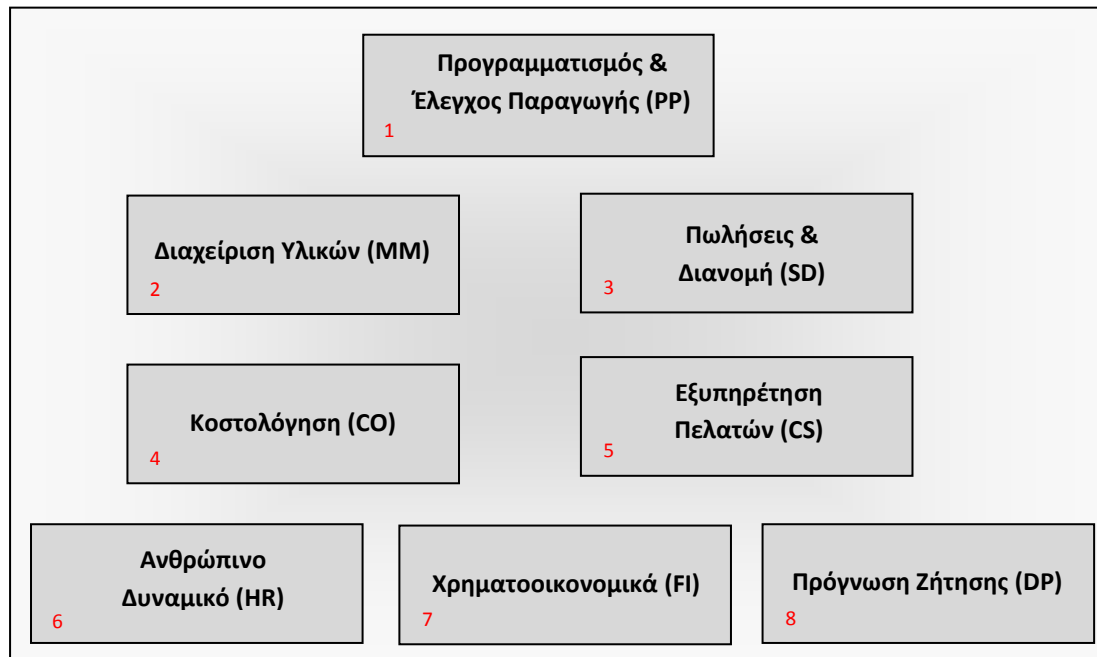 Προγραμματισμός &
Έλεγχος Παραγωγής (PP)
1
Διαχείριση Υλικών (MM)
2
Πωλήσεις &
Διανομή (SD)
3
Κοστολόγηση (CO)
4
Εξυπηρέτηση
Πελατών (CS)
5
Ανθρώπινο
Δυναμικό (HR)
6
Χρηματοοικονομικά (FI)
7
Πρόγνωση Ζήτησης (DP)
8